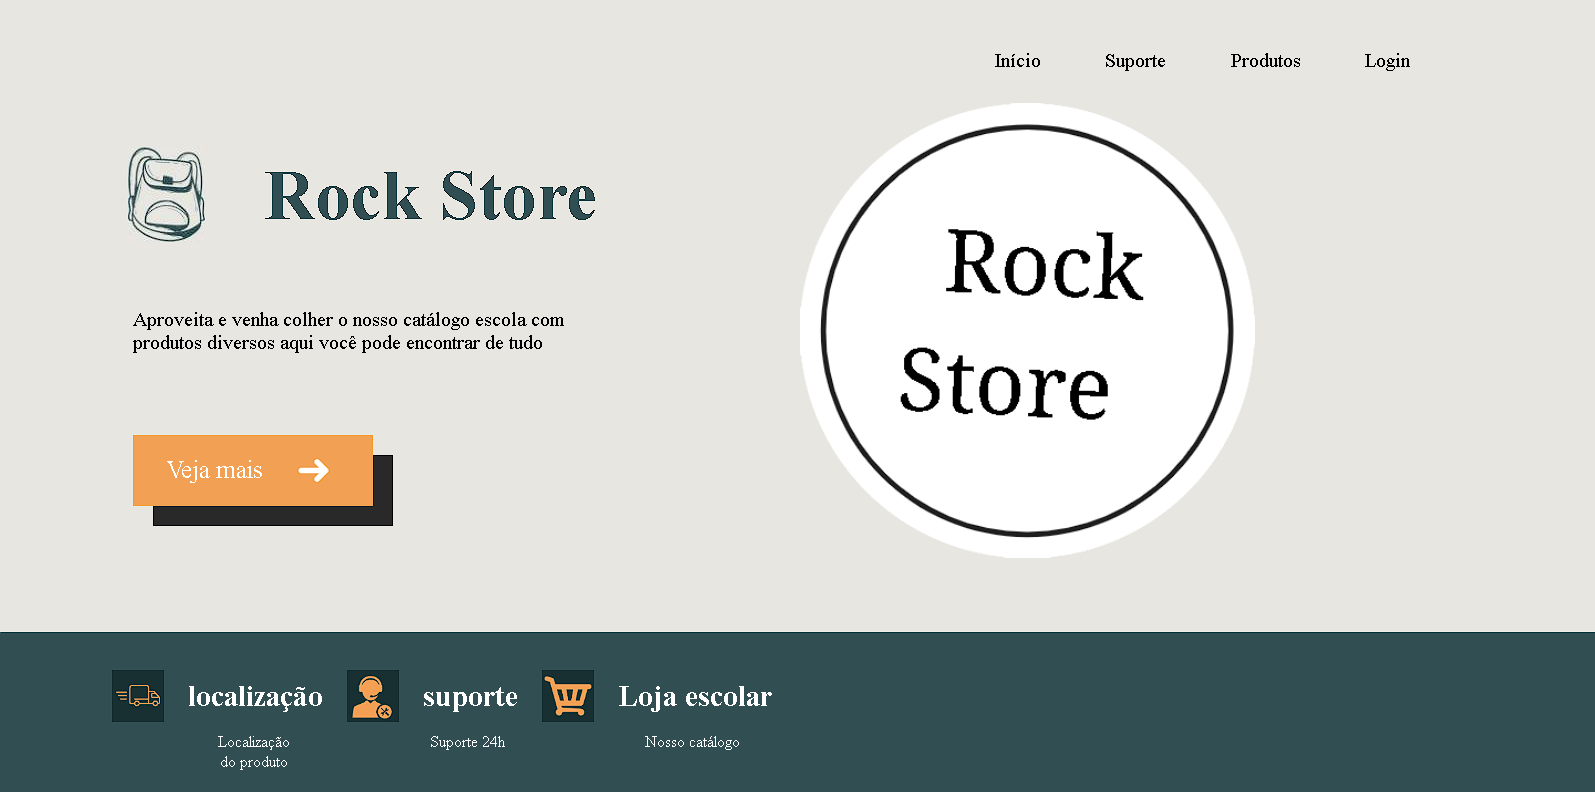 Início Suporte Produtos Login
Rock Store
Rock
Store
Aproveita e venha colher o nosso catálogo escola com
produtos diversos aqui você pode encontrar de tudo
Veja mais
localização
Localização
do produto
suporte
Suporte 24h
Loja escolar
Nosso catálogo